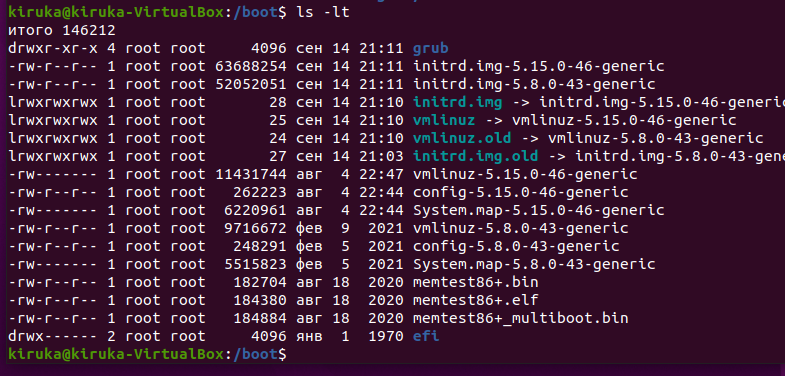 kiruka@kiruka-VirtualBox:/boot$ ls -lt
итого 146212
drwxr-xr-x 4 root root     4096 сен 14 21:11 grub
-rw-r--r-- 1 root root 63688254 сен 14 21:11 initrd.img-5.15.0-46-generic
-rw-r--r-- 1 root root 52052051 сен 14 21:11 initrd.img-5.8.0-43-generic
lrwxrwxrwx 1 root root       28 сен 14 21:10 initrd.img -> initrd.img-5.15.0-46-generic
lrwxrwxrwx 1 root root       25 сен 14 21:10 vmlinuz -> vmlinuz-5.15.0-46-generic
lrwxrwxrwx 1 root root       24 сен 14 21:10 vmlinuz.old -> vmlinuz-5.8.0-43-generic
lrwxrwxrwx 1 root root       27 сен 14 21:03 initrd.img.old -> initrd.img-5.8.0-43-gene
-rw------- 1 root root 11431744 авг  4 22:47 vmlinuz-5.15.0-46-generic
-rw-r--r-- 1 root root   262223 авг  4 22:44 config-5.15.0-46-generic
-rw------- 1 root root  6220961 авг  4 22:44 System.map-5.15.0-46-generic
-rw-r--r-- 1 root root  9716672 фев  9  2021 vmlinuz-5.8.0-43-generic
-rw-r--r-- 1 root root   248291 фев  5  2021 config-5.8.0-43-generic
-rw------- 1 root root  5515823 фев  5  2021 System.map-5.8.0-43-generic
-rw-r--r-- 1 root root   182704 авг 18  2020 memtest86+.bin
-rw-r--r-- 1 root root   184380 авг 18  2020 memtest86+.elf
-rw-r--r-- 1 root root   184884 авг 18  2020 memtest86+_multiboot.bin
drwx------ 2 root root     4096 янв  1  1970 efi
kiruka@kiruka-VirtualBox:/boot$